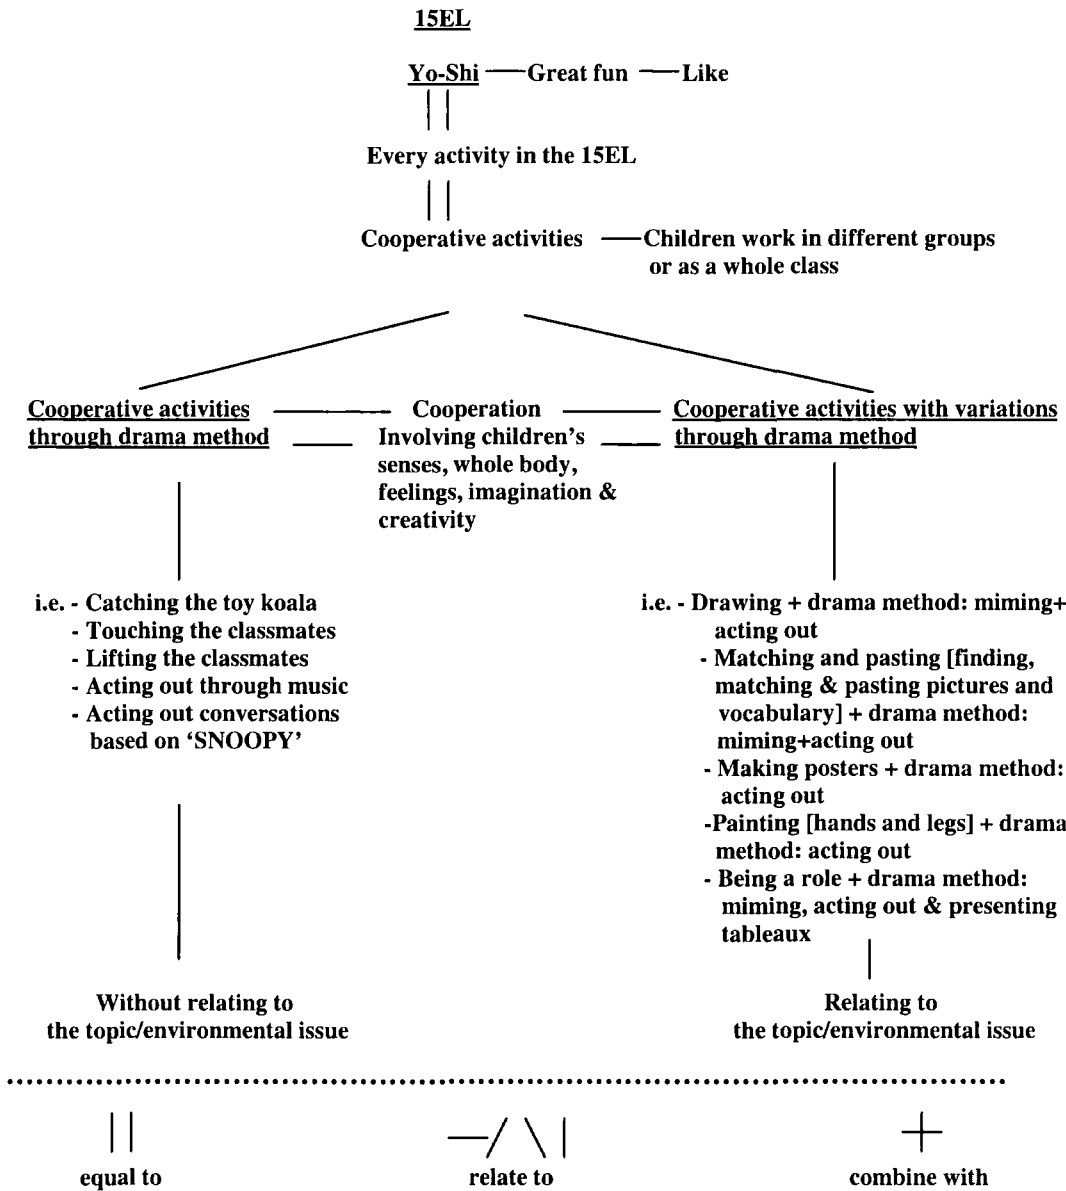 15EL
Yo-Shi — Great fun — Like
Every activity in the 15EL
Cooperative activities — Children work in different groups
or as a whole class
Cooperative activities
through drama method
Cooperation
Involving children's
senses, whole body,
feelings, imagination &
creativity
Cooperative activities with variations
through drama method
i.e. - Catching the toy koala
- Touching the classmates
- Lifting the classmates
- Acting out through music
- Acting out conversations
based on ‘SNOOPY’
i.e. - Drawing + drama method: miming+
acting out
- Matching and pasting [finding,
matching & pasting pictures and
vocabulary] + drama method:
miming+acting out
- Making posters + drama method:
acting out
-Painting [hands and legs] + drama
method: acting out
- Being a role + drama method:
miming, acting out & presenting
tableaux
Without relating to
the topic/environmental issue
Relating to
the topic/environmental issue
equal to
relate to
combine with